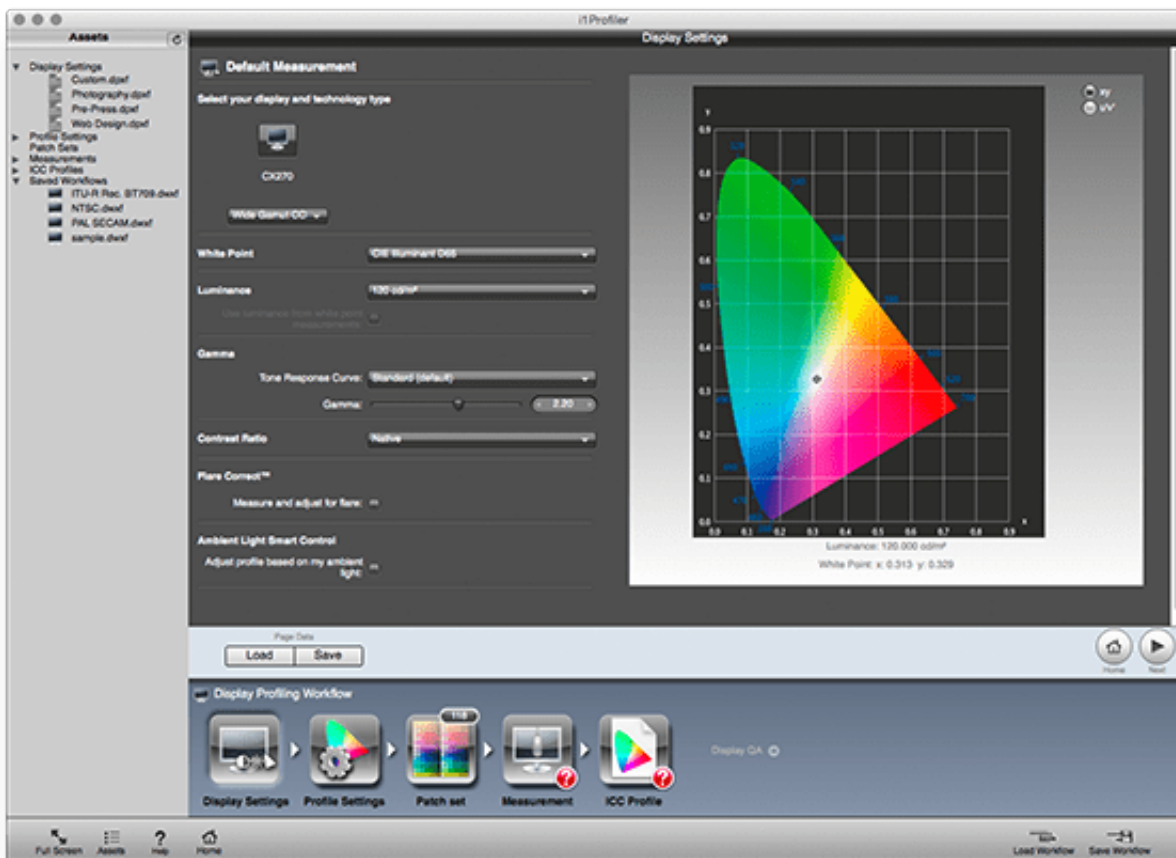 i1Profiler
Assets
Display Settings
Display Settings
Custom.dpxf
Photography.dpxf
Pre-Press.dpxf
Web Design.dpxf
Profile Settings
Patch Sets
Measurements
ICC Profiles
Saved Workflows
ITU-R Rec. BT709.dwxf
NTSC.dwxf
PAL SECAM.dwxf
sample.dwxf
Default Measurement
Select your display and technology type
CX270
White Point
CIE Illuminant D65
Luminance
120 cd/m²
Use luminance from white point
measurements:
Gamma
Tone Response Curve: Standard (default)
Gamma: 2.20
Contrast Ratio
Native
Flare Correct™
Measure and adjust for flare:
Ambient Light Smart Control
Adjust profile based on my ambient
light:
xy
Y
0.9
0.8
0.7
0.6
0.5
0.4
0.3
0.2
0.1
0.0
0.0 0.1 0.2 0.3 0.4 0.5 0.6 0.7 0.8 0.9
x
520
Luminance: 120.000 cd/m²
White Point: x: 0.313 y: 0.329
Page Data
Load Save
Home Next
Display Profiling Workflow
118
Display Settings Profile Settings Patch set Measurement ICC Profile
Display QA
Full Screen Assets Help Home Load Workflow Save Workflow